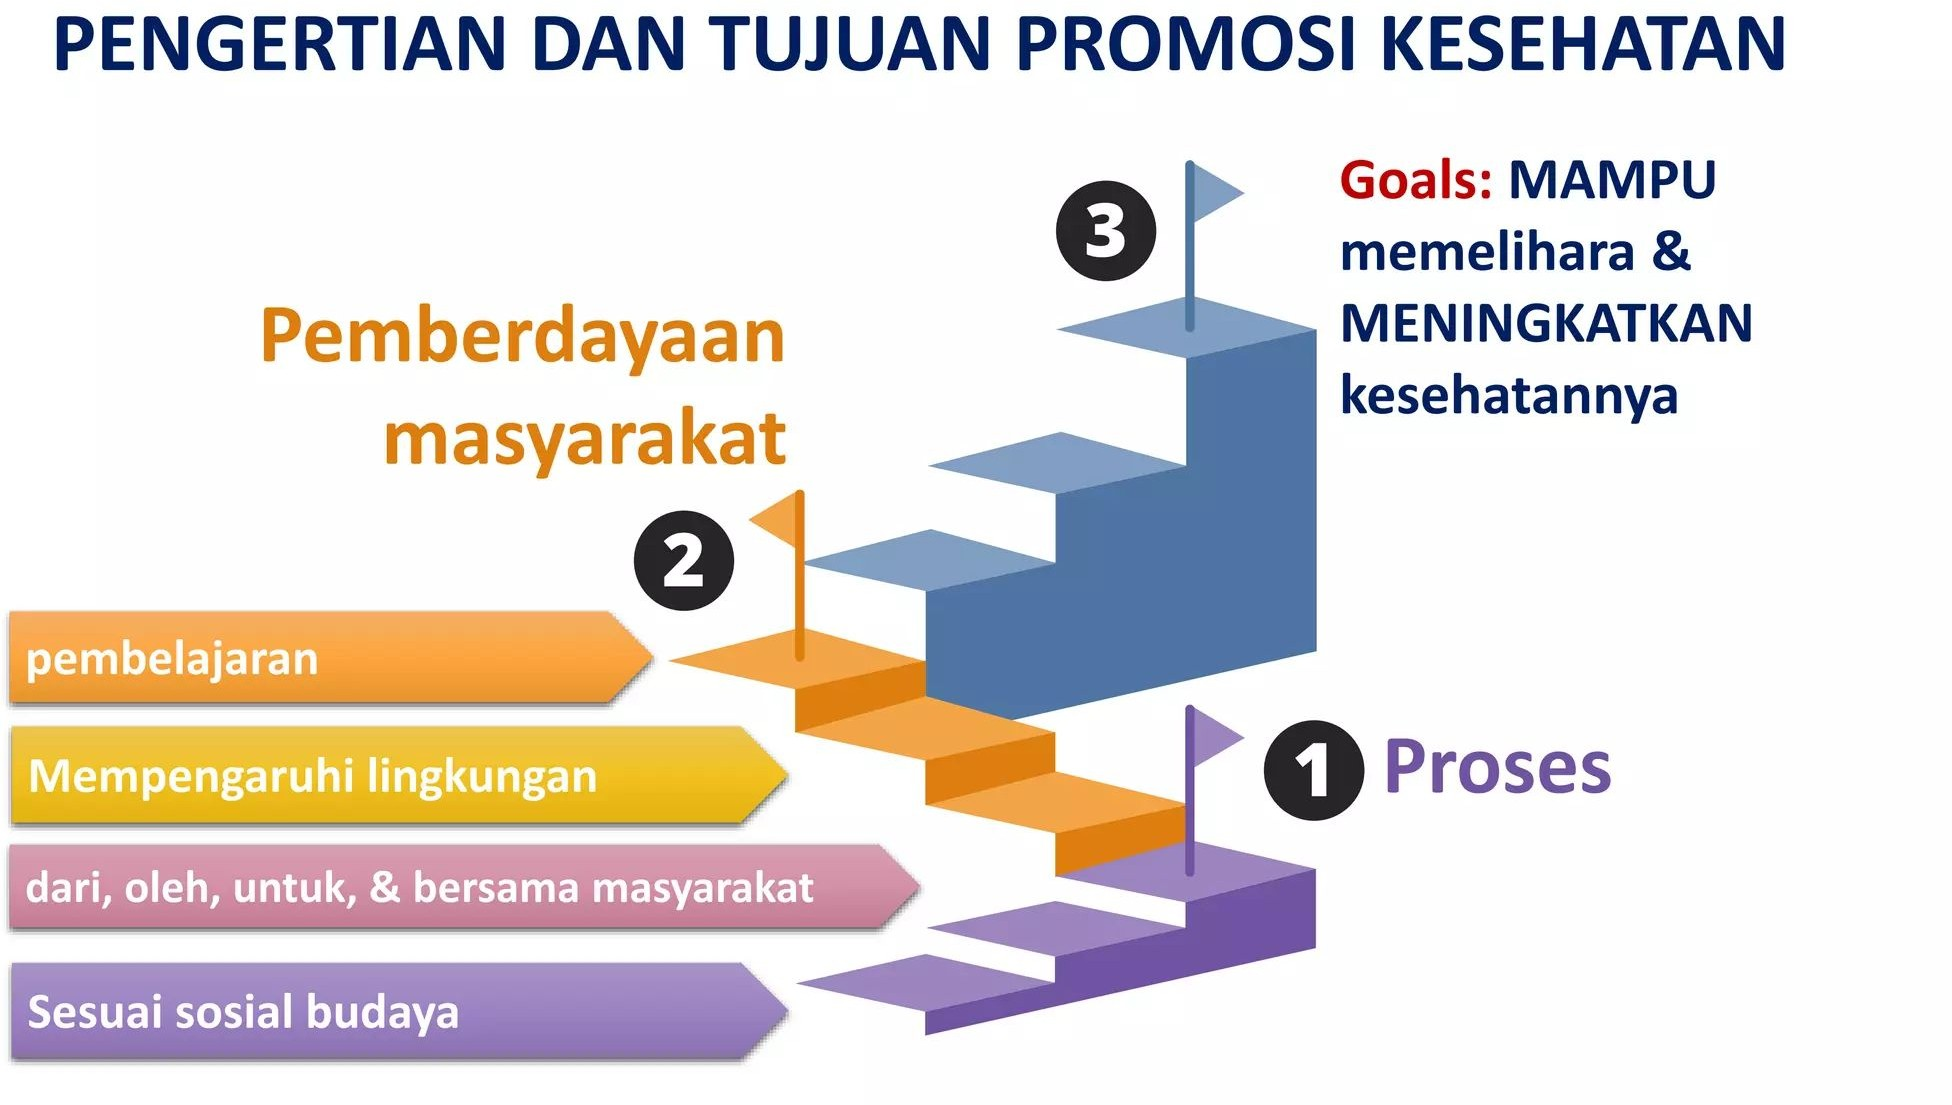 PENGERTIAN DAN TUJUAN PROMOSI KESEHATAN
3
Goals: MAMPU
memelihara &
MENINGKATKAN
kesehatannya
Pemberdayaan
masyarakat
2
pembelajaran
Mempengaruhi lingkungan
dari, oleh, untuk, & bersama masyarakat
Sesuai sosial budaya
1 Proses